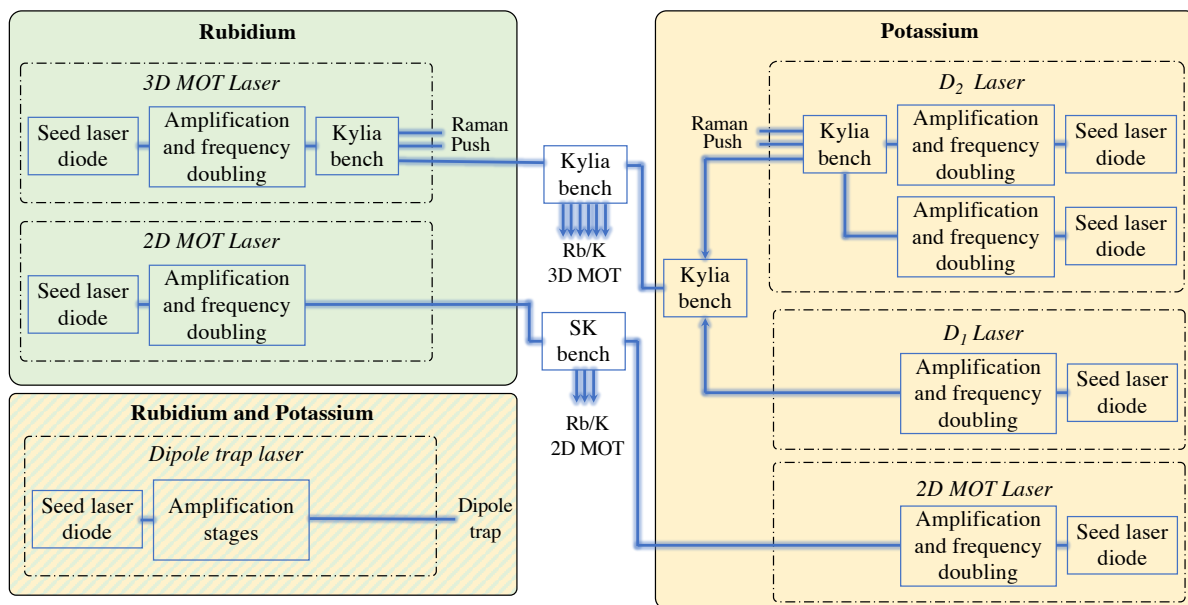 Rubidium
3D MOT Laser
Seed laser
diode
Amplification
and frequency
doubling
Kylia
bench
Raman
Push
2D MOT Laser
Seed laser
diode
Amplification
and frequency
doubling
Rubidium and Potassium
Dipole trap laser
Seed laser
diode
Amplification
stages
Dipole
trap
Kylia
bench
Rb/K
3D MOT
SK
bench
Rb/K
2D MOT
Potassium
D2 Laser
Raman
Push
Kylia
bench
Amplification
and frequency
doubling
Seed laser
diode
Amplification
and frequency
doubling
Seed laser
diode
Kylia
bench
D1 Laser
Amplification
and frequency
doubling
Seed laser
diode
2D MOT Laser
Amplification
and frequency
doubling
Seed laser
diode